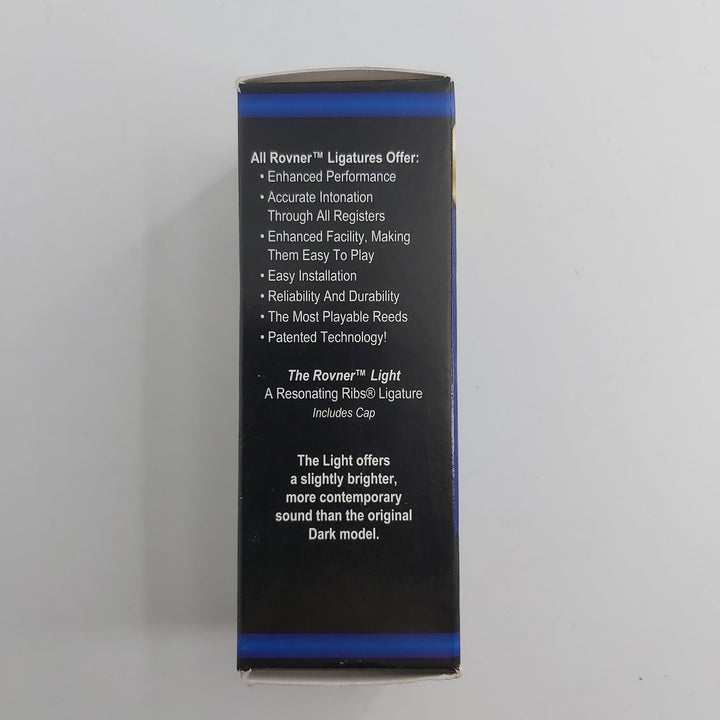 All Rovner™ Ligatures Offer:
• Enhanced Performance
• Accurate Intonation
Through All Registers
• Enhanced Facility, Making
Them Easy To Play
• Easy Installation
• Reliability And Durability
• The Most Playable Reeds
• Patented Technology!
The Rovner™ Light
A Resonating Ribs® Ligature
Includes Cap
The Light offers
a slightly brighter,
more contemporary
sound than the original
Dark model.